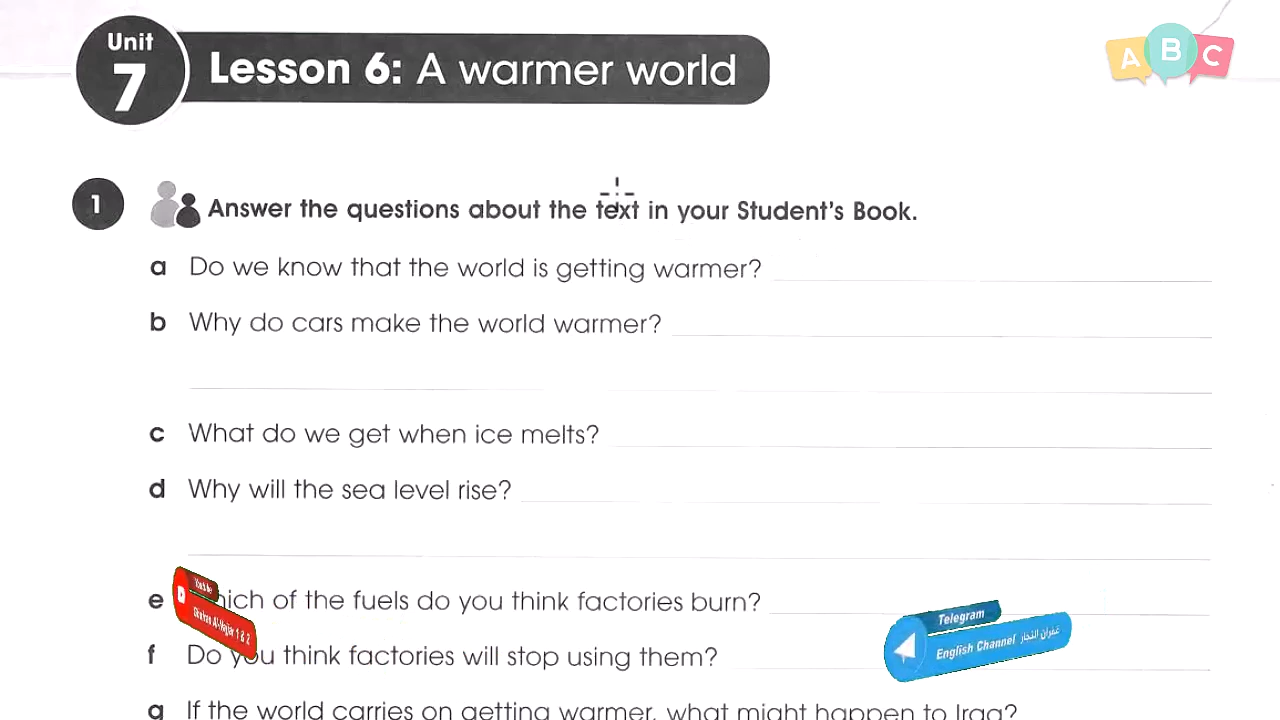 Unit
7
Lesson 6: A warmer world
A B C
1 Answer the questions about the text in your Student's Book.
a Do we know that the world is getting warmer?
b Why do cars make the world warmer?
c What do we get when ice melts?
d Why will the sea level rise?
YouTube
e hich of the fuels do you think factories burn?
Telegram
English Channel غفران النجار
f Do you think factories will stop using them?
g If the world carries on getting warmer, what might happen to Iraq?